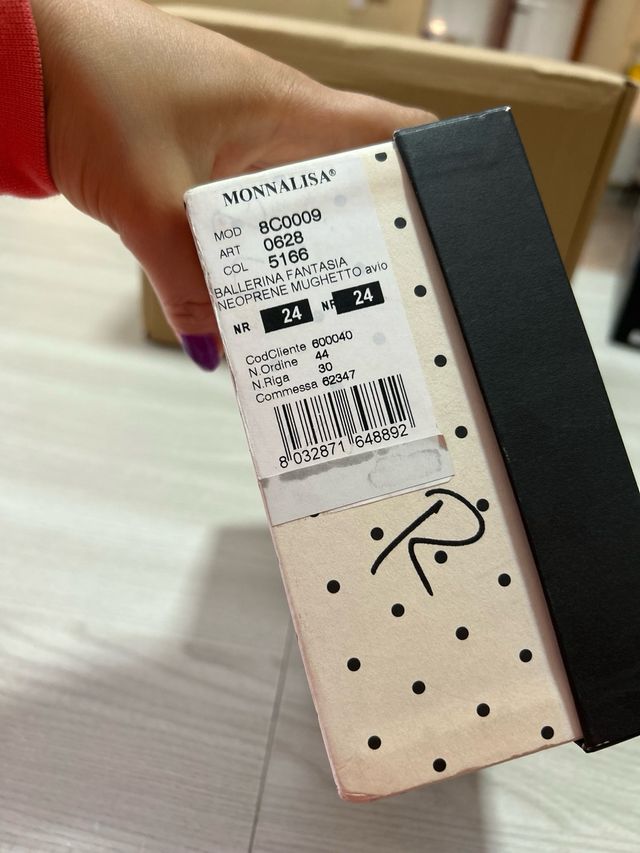 MONNALISA®
MOD 8C0009
ART 0628
COL 5166
BALLERINA FANTASIA
NEOPRENE MUGHETTO avio
NR 24 NR 24
CodCliente 600040
N.Ordine 44
N.Riga 30
Commessa 62347
8 032871 648892
R